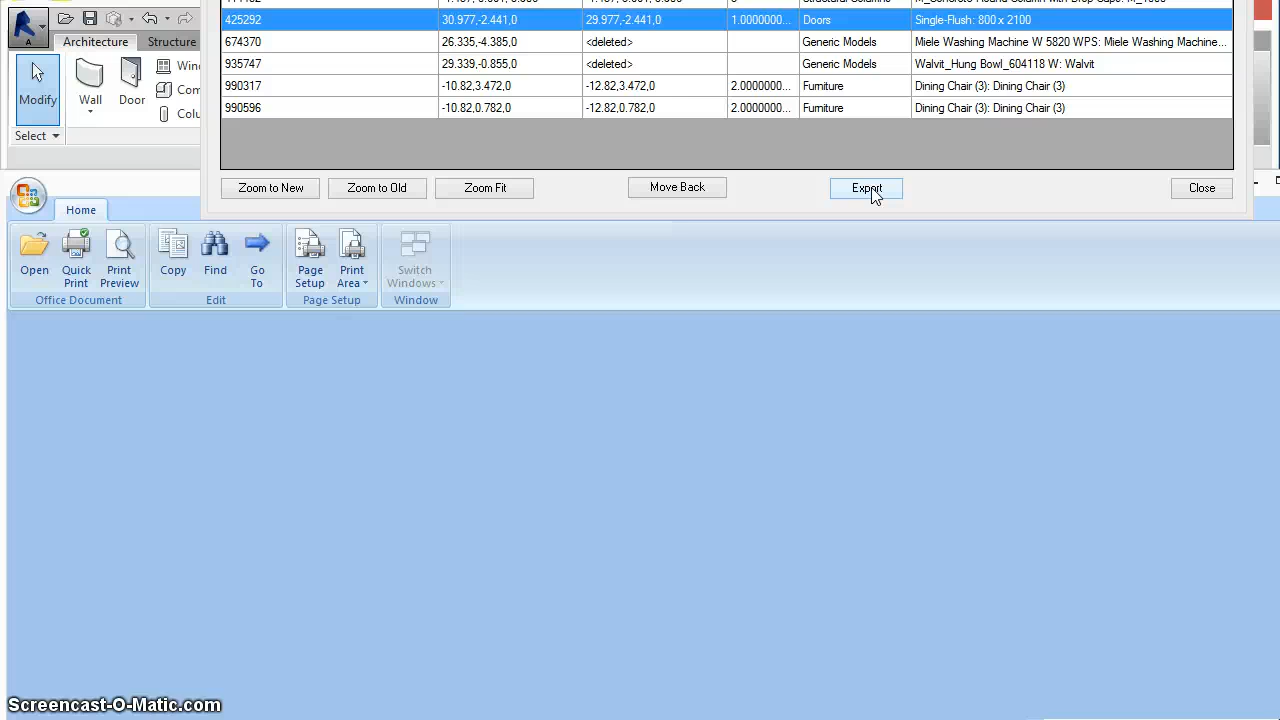 425292 30.977,-2.441,0 29.977,-2.441,0 1.0000000... Doors Single-Flush: 800 x 2100
Architecture Structure
674370 26.335,-4.385,0 <deleted> Generic Models Miele Washing Machine W 5820 WPS: Miele Washing Machine...
935747 29.339,-0.855,0 <deleted> Generic Models Walvit_Hung Bowl_604118 W: Walvit
990317 -10.82,3.472,0 -12.82,3.472,0 2.0000000... Furniture Dining Chair (3): Dining Chair (3)
990596 -10.82,0.782,0 -12.82,0.782,0 2.0000000... Furniture Dining Chair (3): Dining Chair (3)
Modify Wall Door Wind
Com
Colu
Select
Zoom to New Zoom to Old Zoom Fit Move Back Export Close
Home
Open Quick Print Print Preview Copy Find Go To Page Setup Print Area Switch Windows
Office Document Edit Page Setup Window
Screencast-O-Matic.com